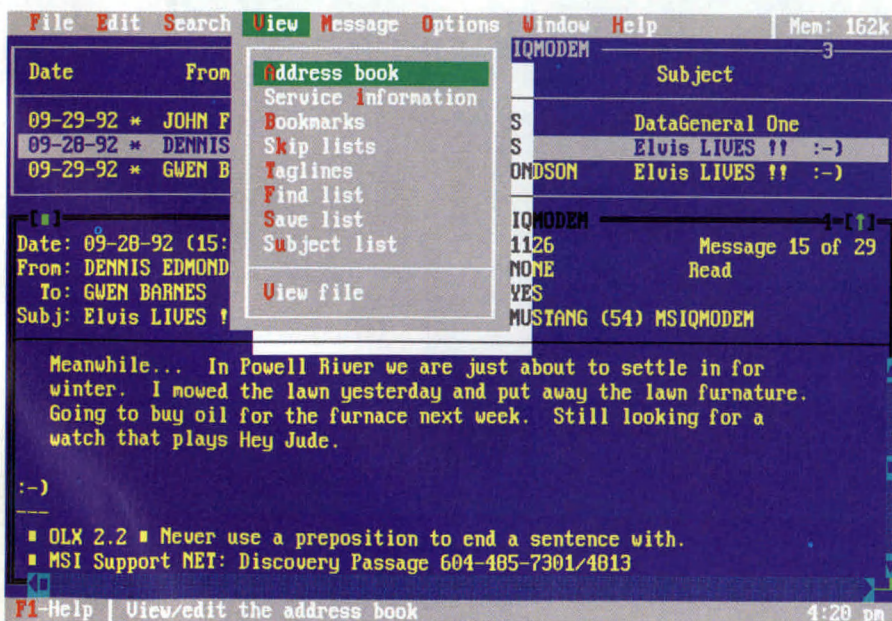 File Edit Search View Message Options Window Help Mem: 162k
IQMODEM 3
Date From Subject
09-29-92 * JOHN F S DataGeneral One
09-28-92 * DENNIS S Elvis LIVES !! :-)
09-29-92 * GWEN B ONDSON Elvis LIVES !! :-)
Address book
Service information
Bookmarks
Skip lists
Taglines
Find list
Save list
Subject list
View file
[■] IQMODEM 4=[↑]
Date: 09-28-92 (15: 1126 Message 15 of 29
From: DENNIS EDMOND NONE Read
To: GWEN BARNES YES
Subj: Elvis LIVES ! MUSTANG (54) MSIQMODEM
Meanwhile... In Powell River we are just about to settle in for
winter. I mowed the lawn yesterday and put away the lawn furnature.
Going to buy oil for the furnace next week. Still looking for a
watch that plays Hey Jude.
:-)
___
■ OLX 2.2 ■ Never use a preposition to end a sentence with.
■ MSI Support NET: Discovery Passage 604-485-7301/4813
F1-Help | View/edit the address book 4:20 pm